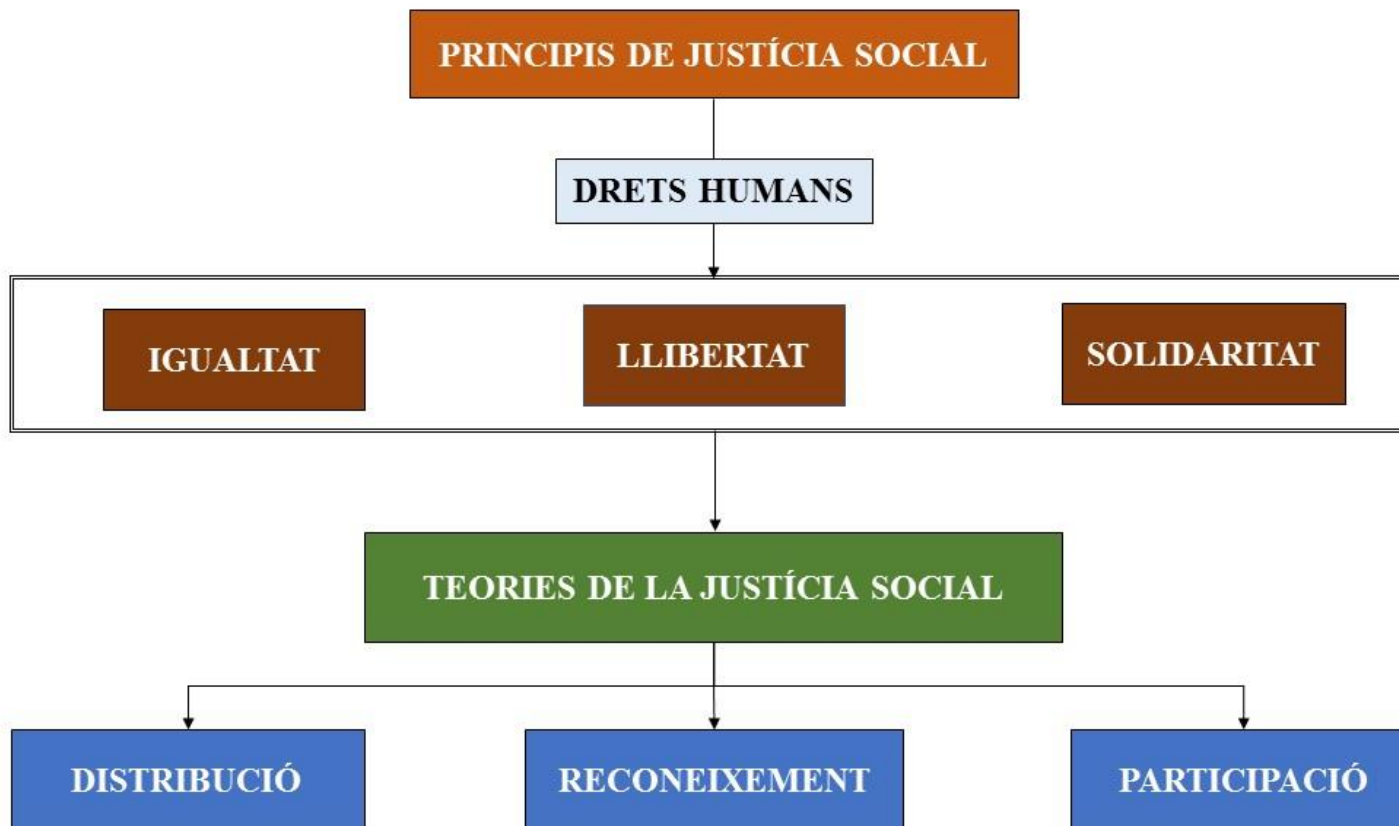 PRINCIPIS DE JUSTÍCIA SOCIAL
DRETS HUMANS
IGUALTAT
LLIBERTAT
SOLIDARITAT
TEORIES DE LA JUSTÍCIA SOCIAL
DISTRIBUCIÓ
RECONEIXEMENT
PARTICIPACIÓ